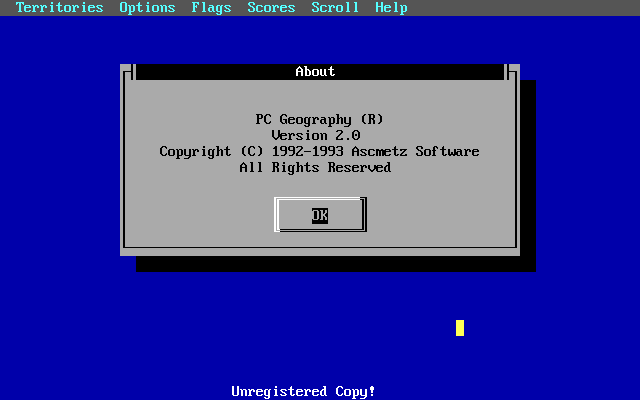 Territories Options Flags Scores Scroll Help
About
PC Geography (R)
Version 2.0
Copyright (C) 1992-1993 Ascmetz Software
All Rights Reserved
OK
Unregistered Copy!